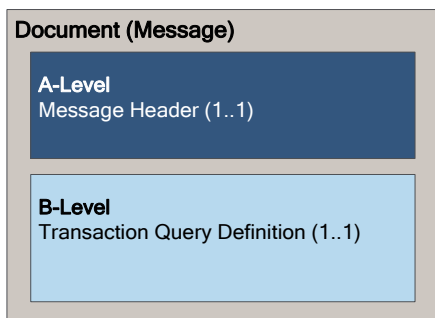 Document (Message)
A-Level
Message Header (1..1)
B-Level
Transaction Query Definition (1..1)